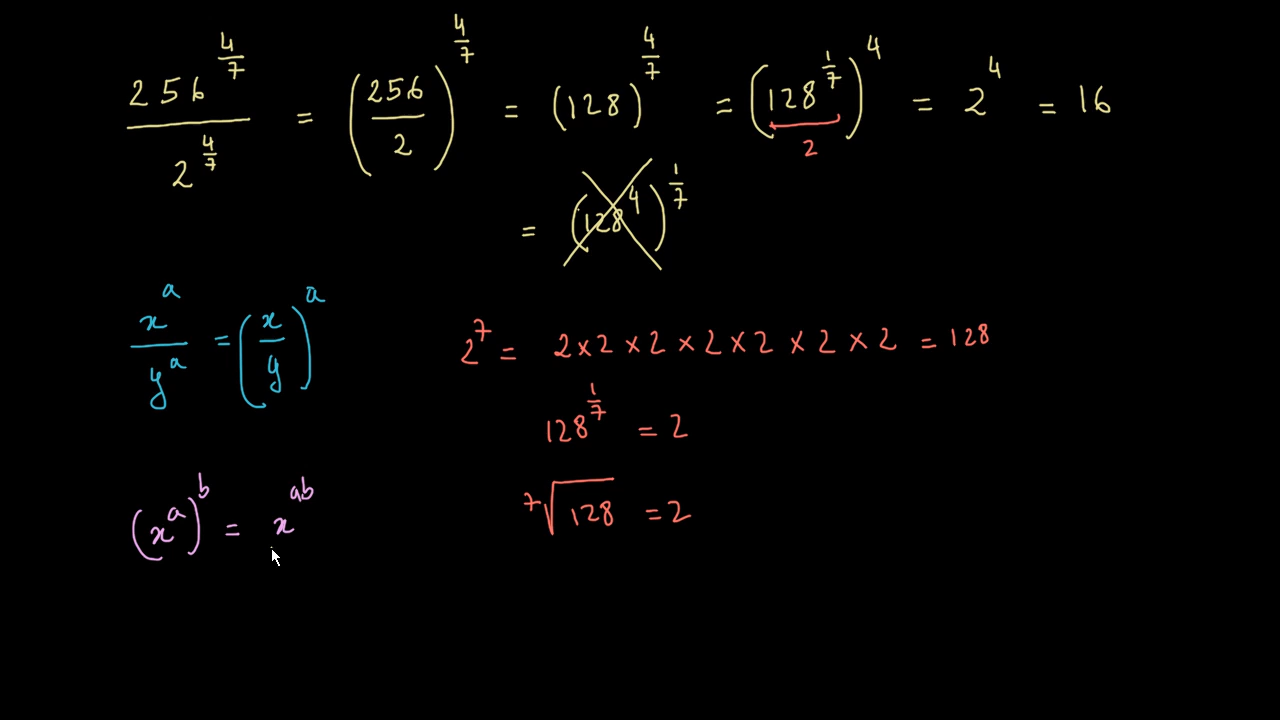 256^(4/7) / 2^(4/7) = (256/2)^(4/7) = (128)^(4/7) = (128^(1/7))^4 = 2^4 = 16
2
= (128^4)^(1/7)
x^a / y^a = (x/y)^a
2^7 = 2×2×2×2×2×2×2 = 128
128^(1/7) = 2
(x^a)^b = x^ab
⁷√128 = 2